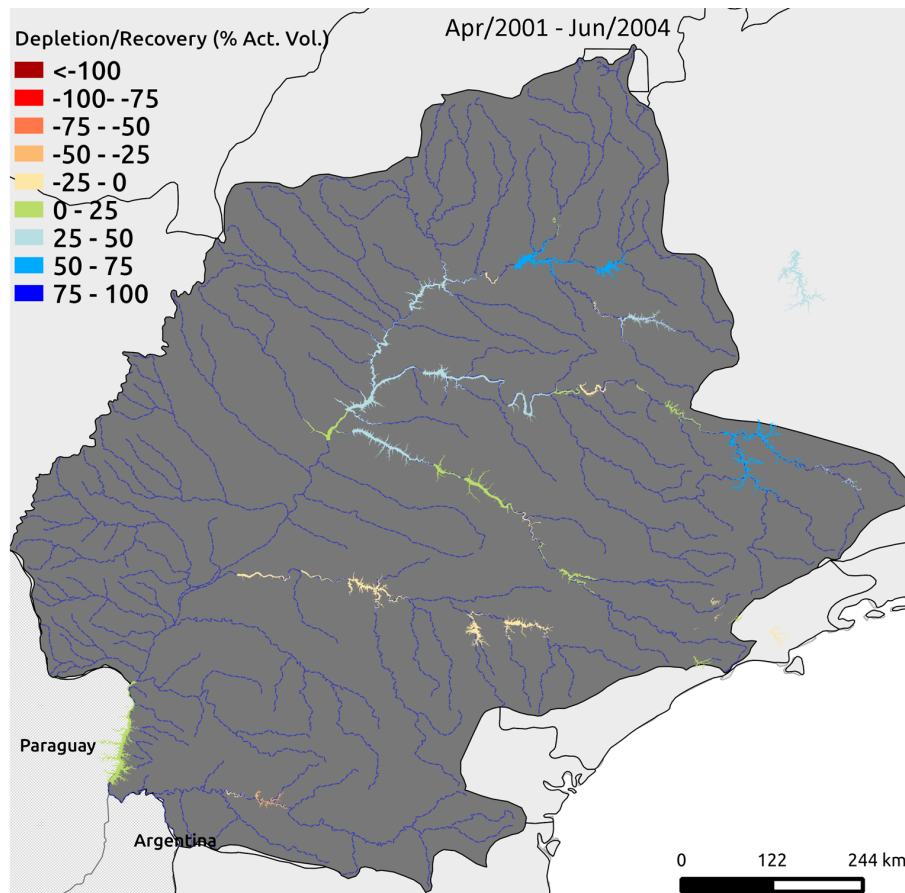 Apr/2001 - Jun/2004
Depletion/Recovery (% Act. Vol.)
<-100
-100- -75
-75 - -50
-50 - -25
-25 - 0
0 - 25
25 - 50
50 - 75
75 - 100
Paraguay
Argentina
0 122 244 km